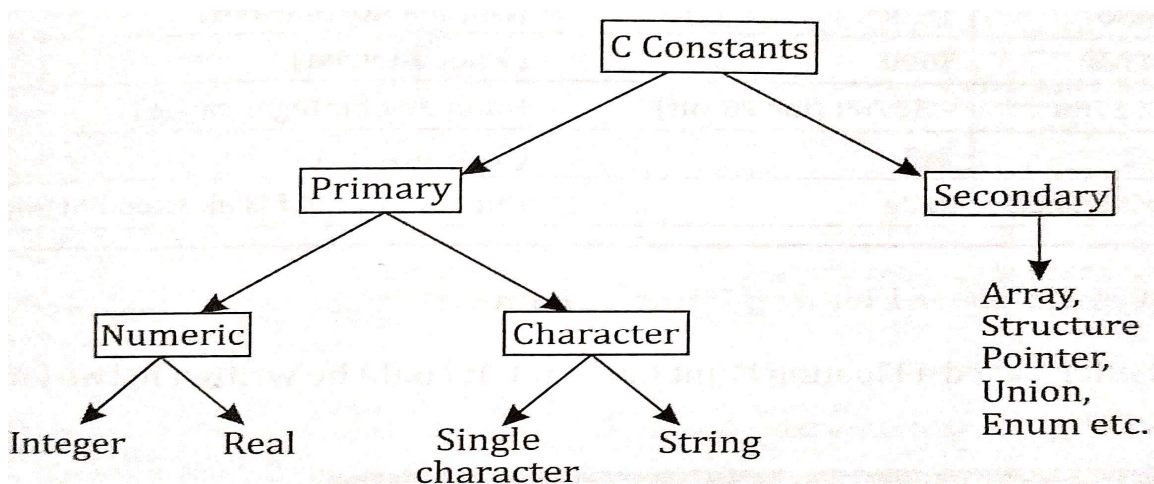 C Constants
Primary
Secondary
Numeric
Character
Array,
Structure
Pointer,
Union,
Enum etc.
Integer
Real
Single
character
String